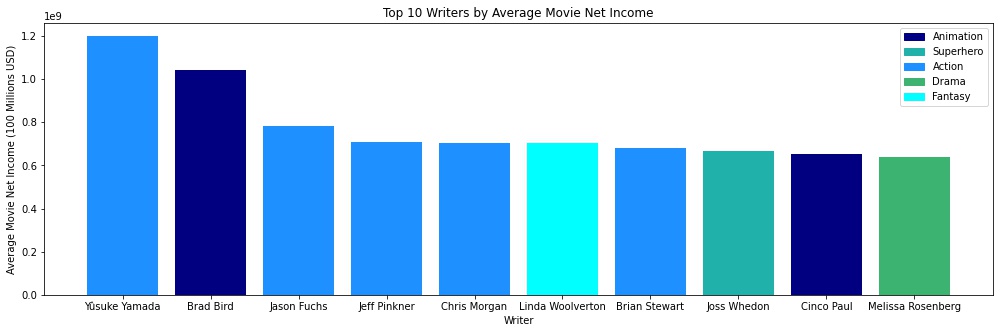 Top 10 Writers by Average Movie Net Income
1e9
Average Movie Net Income (100 Millions USD)
1.2
1.0
0.8
0.6
0.4
0.2
0.0
Animation
Superhero
Action
Drama
Fantasy
Yûsuke Yamada
Brad Bird
Jason Fuchs
Jeff Pinkner
Chris Morgan
Linda Woolverton
Brian Stewart
Joss Whedon
Cinco Paul
Melissa Rosenberg
Writer